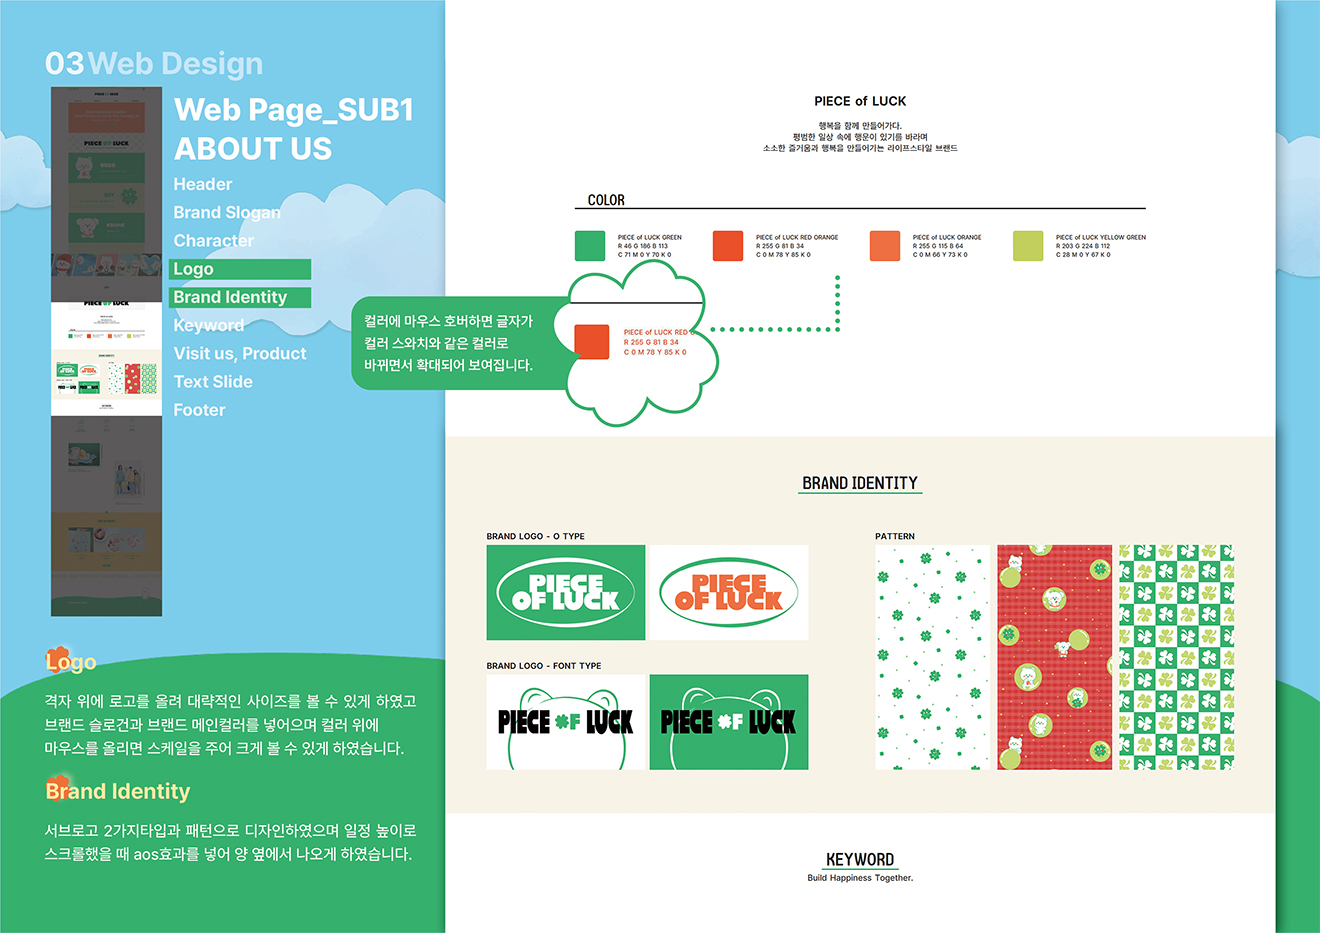 03 Web Design
Web Page_SUB1
ABOUT US
Header
Brand Slogan
Character
Logo
Brand Identity
Keyword
Visit us, Product
Text Slide
Footer
Logo
격자 위에 로고를 올려 대략적인 사이즈를 볼 수 있게 하였고
브랜드 슬로건과 브랜드 메인컬러를 넣어으며 컬러 위에
마우스를 올리면 스케일을 주어 크게 볼 수 있게 하였습니다.
Brand Identity
서브로고 2가지타입과 패턴으로 디자인하였으며 일정 높이로
스크롤했을 때 aos효과를 넣어 양 옆에서 나오게 하였습니다.
PIECE of LUCK
행복을 함께 만들어가다.
평범한 일상 속에 행운이 있기를 바라며
소소한 즐거움과 행복을 만들어가는 라이프스타일 브랜드
COLOR
PIECE of LUCK GREEN
R 46 G 186 B 113
C 71 M 0 Y 70 K 0
PIECE of LUCK RED ORANGE
R 255 G 81 B 34
C 0 M 78 Y 85 K 0
PIECE of LUCK ORANGE
R 255 G 115 B 64
C 0 M 66 Y 73 K 0
PIECE of LUCK YELLOW GREEN
R 203 G 224 B 112
C 28 M 0 Y 67 K 0
컬러에 마우스 호버하면 글자가
컬러 스와치와 같은 컬러로
바뀌면서 확대되어 보여집니다.
PIECE of LUCK RED
R 255 G 81 B 34
C 0 M 78 Y 85 K 0
BRAND IDENTITY
BRAND LOGO - O TYPE
PIECE
OF LUCK
PIECE
OF LUCK
BRAND LOGO - FONT TYPE
PIECE OF LUCK
PIECE OF LUCK
PATTERN
KEYWORD
Build Happiness Together.